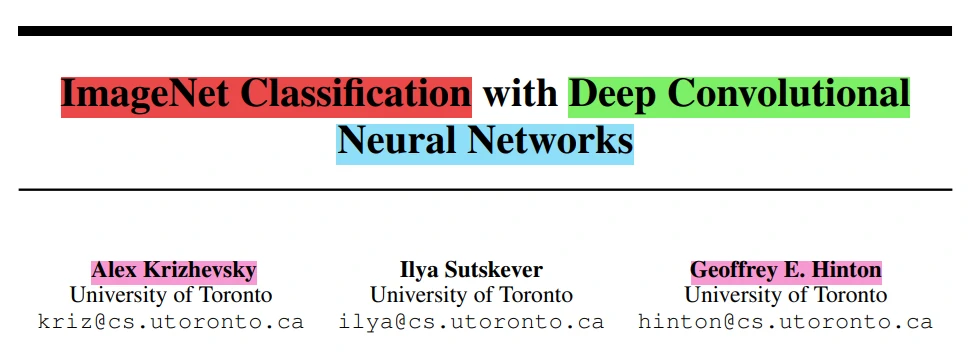 ImageNet Classification with Deep Convolutional
Neural Networks
Alex Krizhevsky Ilya Sutskever Geoffrey E. Hinton
University of Toronto University of Toronto University of Toronto
kriz@cs.utoronto.ca ilya@cs.utoronto.ca hinton@cs.utoronto.ca